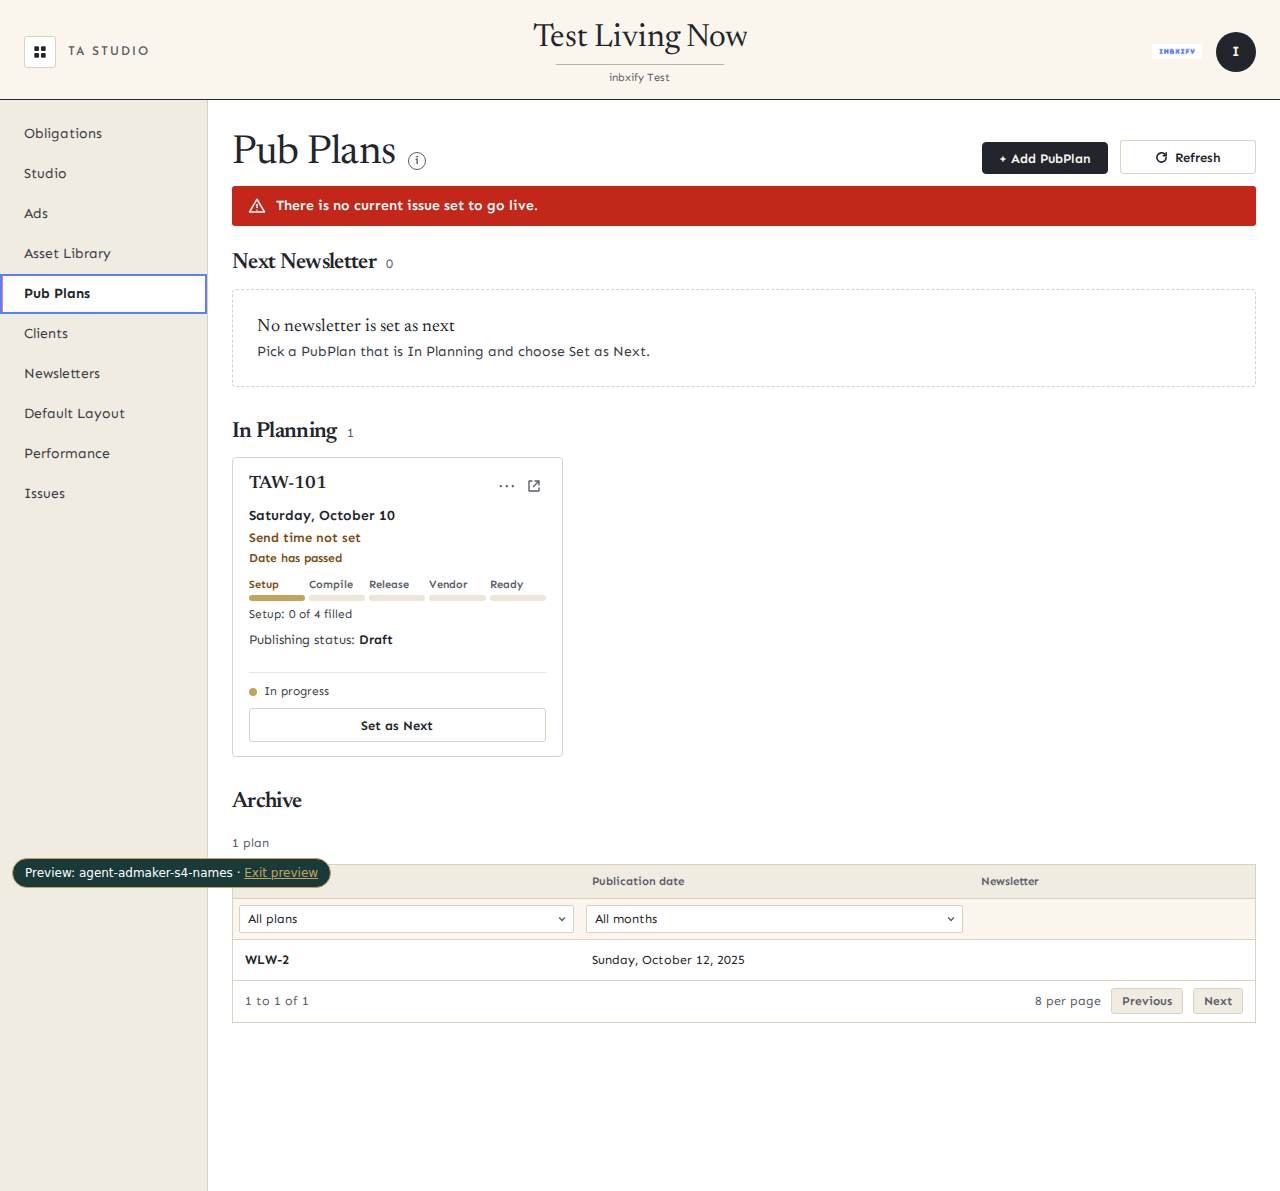 TA STUDIO
Test Living Now
inbxify Test
INBXIFY
I
Obligations
Studio
Ads
Asset Library
Pub Plans
Clients
Newsletters
Default Layout
Performance
Issues
Pub Plans
i
+ Add PubPlan
Refresh
There is no current issue set to go live.
Next Newsletter 0
No newsletter is set as next
Pick a PubPlan that is In Planning and choose Set as Next.
In Planning 1
TAW-101
Saturday, October 10
Send time not set
Date has passed
Setup Compile Release Vendor Ready
Setup: 0 of 4 filled
Publishing status: Draft
In progress
Set as Next
Archive
1 plan
Preview: agent-admaker-s4-names · Exit preview
Publication date Newsletter
All plans All months
WLW-2 Sunday, October 12, 2025
1 to 1 of 1 8 per page Previous Next